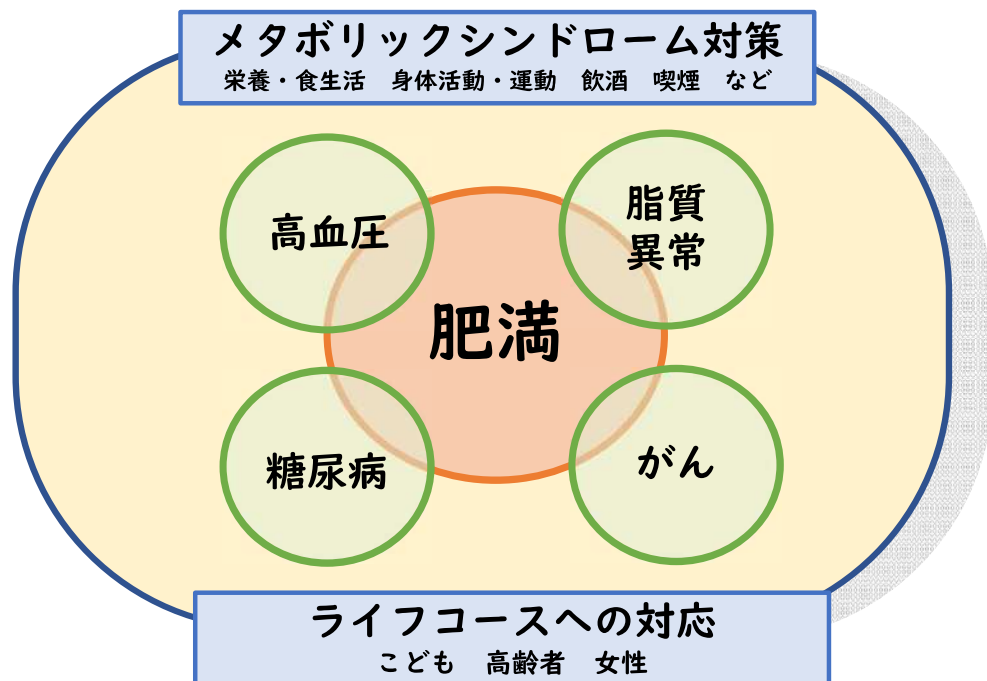 メタボリックシンドローム対策
栄養・食生活　身体活動・運動　飲酒　喫煙　など
高血圧
脂質
異常
肥満
糖尿病
がん
ライフコースへの対応
こども　高齢者　女性